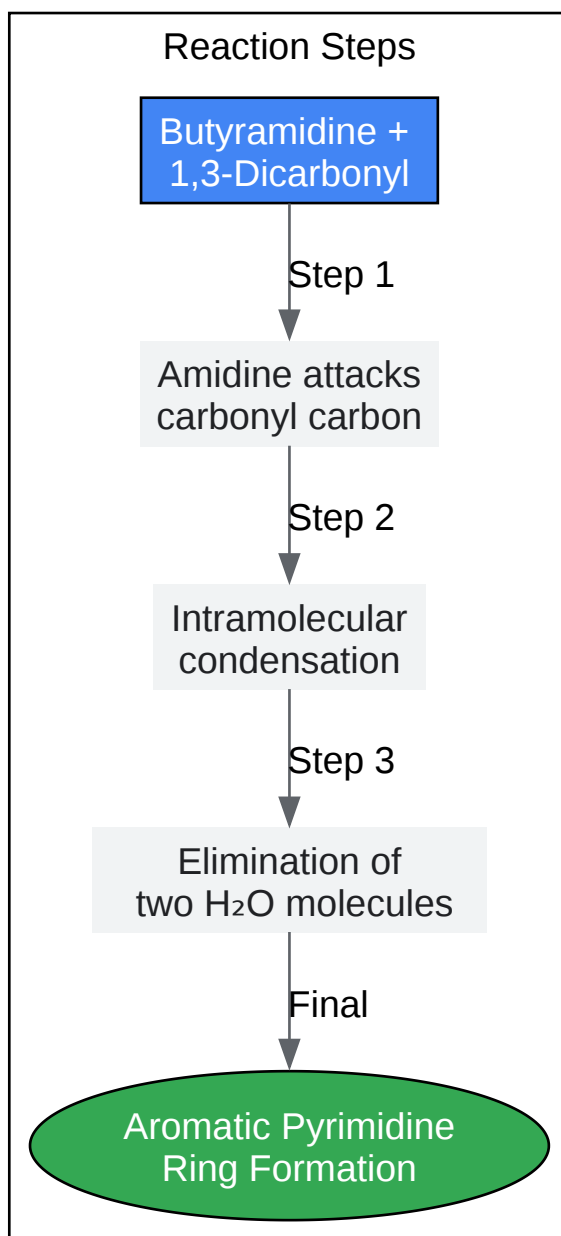 Reaction Steps
Butyramidine +
1,3-Dicarbonyl
Step 1
Amidine attacks
carbonyl carbon
Step 2
Intramolecular
condensation
Step 3
Elimination of
two H₂O molecules
Final
Aromatic Pyrimidine
Ring Formation